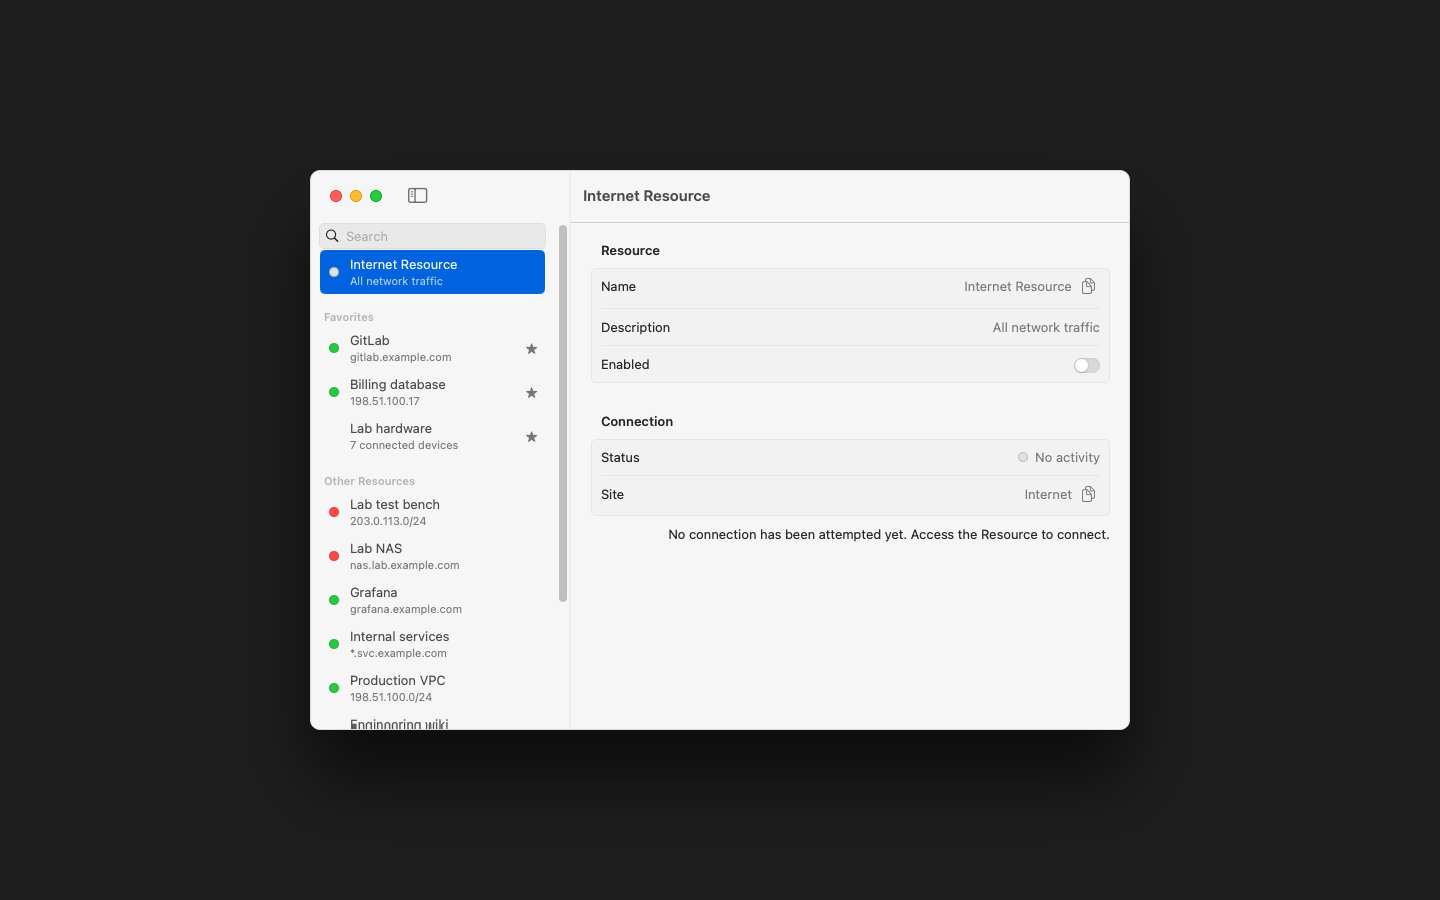 Internet Resource
Search
Internet Resource
All network traffic
Favorites
GitLab
gitlab.example.com
Billing database
198.51.100.17
Lab hardware
7 connected devices
Other Resources
Lab test bench
203.0.113.0/24
Lab NAS
nas.lab.example.com
Grafana
grafana.example.com
Internal services
*.svc.example.com
Production VPC
198.51.100.0/24
Engineering wiki
Resource
Name Internet Resource
Description All network traffic
Enabled
Connection
Status No activity
Site Internet
No connection has been attempted yet. Access the Resource to connect.